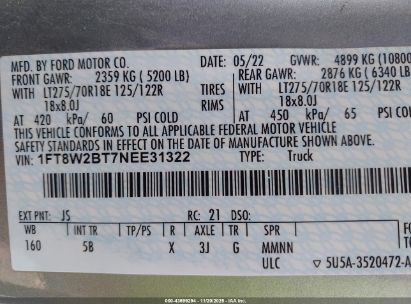 MFD. BY FORD MOTOR CO.
DATE: 05/22 GVWR: 4899 KG (10800
FRONT GAWR: 2359 KG ( 5200 LB) REAR GAWR: 2876 KG ( 6340 LB
WITH LT275/70R18E 125/122R TIRES WITH LT275/70R18E 125/122R
18x8.0J RIMS 18x8.0J
AT 420 kPa/ 60 PSI COLD AT 450 kPa/ 65
THIS VEHICLE CONFORMS TO ALL APPLICABLE FEDERAL MOTOR VEHICLE
SAFETY STANDARDS IN EFFECT ON THE DATE OF MANUFACTURE SHOWN ABOVE.
VIN: 1FT8W2BT7NEE31322 TYPE: Truck
EXT PNT: JS RC: 21 DSO:
WB INT TR TP/PS R AXLE TR SPR
160 5B X 3J G MMNN
ULC 5U5A-3520472-A